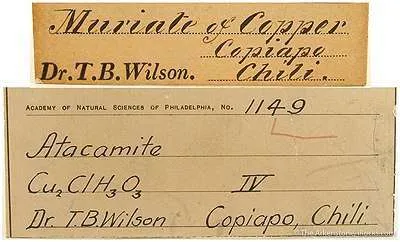 Muriate of Copper
Copiapo
Dr. T. B. Wilson. Chili.
ACADEMY OF NATURAL SCIENCES OF PHILADELPHIA, NO. 1149
Atacamite
Cu₂ClH₃O₃ IV
Dr. T.B.Wilson Copiapo, Chili